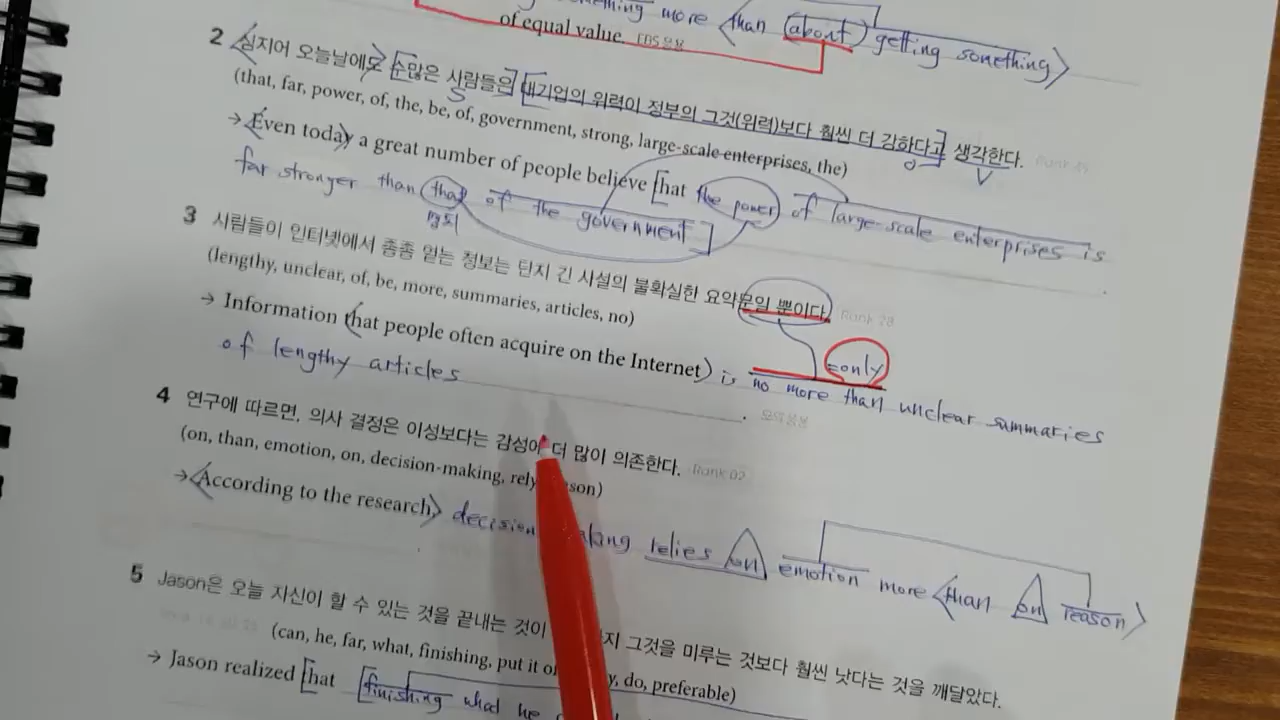 something more than (about) getting something
of equal value. EBS 응용
2 심지어 오늘날에도 수많은 사람들은 대기업의 위력이 정부의 그것(위력)보다 훨씬 더 강하다고 생각한다.
(that, far, power, of, the, be, of, government, strong, large-scale enterprises, the)
→ Even today a great number of people believe that the power of large-scale enterprises is
far stronger than that of the government
3 사람들이 인터넷에서 종종 얻는 정보는 단지 긴 사설의 불확실한 요약문일 뿐이다. Rank 28
(lengthy, unclear, of, be, more, summaries, articles, no)
=only
→ Information that people often acquire on the Internet is no more than unclear summaries
of lengthy articles
4 연구에 따르면, 의사 결정은 이성보다는 감성에 더 많이 의존한다. Rank 02
(on, than, emotion, on, decision-making, rely
→ According to the research, decision making relies on emotion more than on reason
5 Jason은 오늘 자신이 할 수 있는 것을 끝내는 것이 그것을 미루는 것보다 훨씬 낫다는 것을 깨달았다.
(can, he, far, what, finishing, put it do, preferable)
→ Jason realized that finishing what he